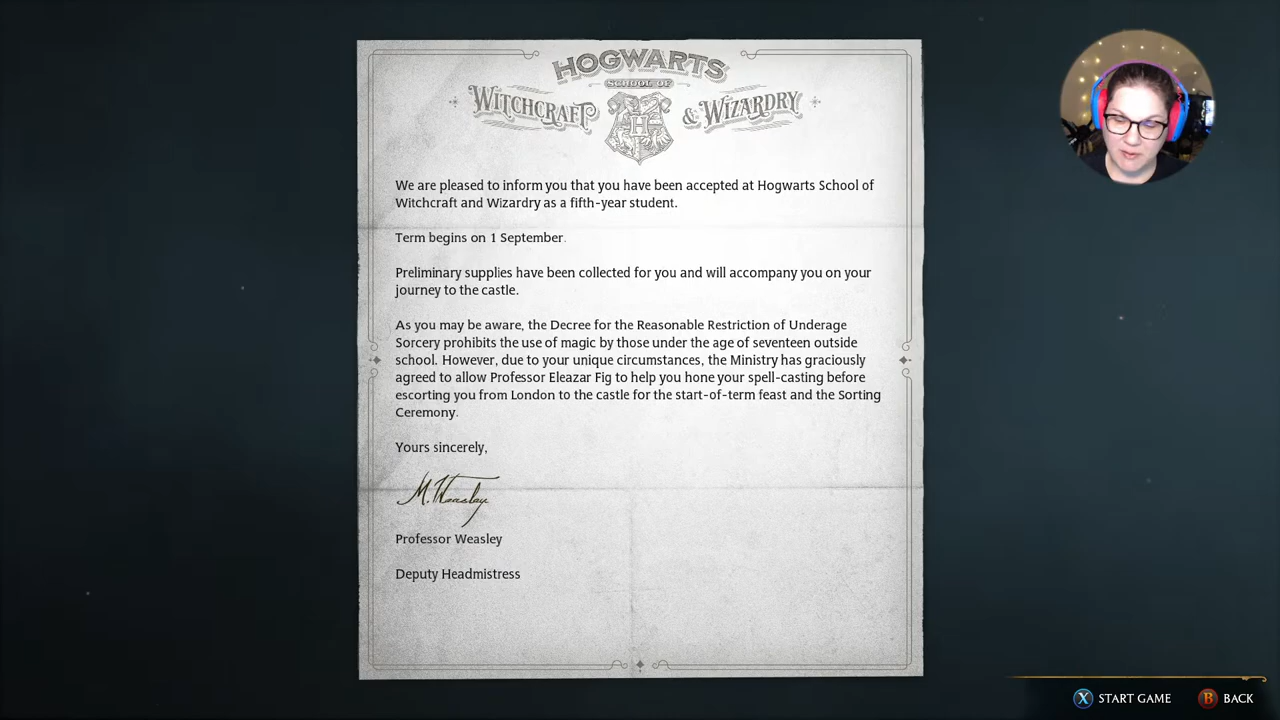 HOGWARTS
SCHOOL OF
WITCHCRAFT & WIZARDRY
H
We are pleased to inform you that you have been accepted at Hogwarts School of
Witchcraft and Wizardry as a fifth-year student.
Term begins on 1 September.
Preliminary supplies have been collected for you and will accompany you on your
journey to the castle.
As you may be aware, the Decree for the Reasonable Restriction of Underage
Sorcery prohibits the use of magic by those under the age of seventeen outside
school. However, due to your unique circumstances, the Ministry has graciously
agreed to allow Professor Eleazar Fig to help you hone your spell-casting before
escorting you from London to the castle for the start-of-term feast and the Sorting
Ceremony.
Yours sincerely,
M. Weasley
Professor Weasley
Deputy Headmistress
X START GAME B BACK